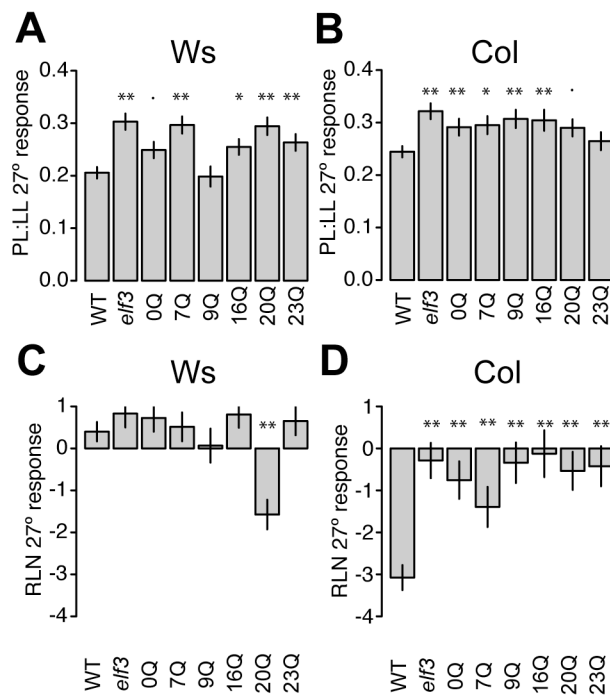 A
Ws
PL:LL 27º response
0.4
0.3
0.2
0.1
0.0
** . ** * ** **
WT elf3 0Q 7Q 9Q 16Q 20Q 23Q
B
Col
PL:LL 27º response
0.4
0.3
0.2
0.1
0.0
** ** * ** ** .
WT elf3 0Q 7Q 9Q 16Q 20Q 23Q
C
Ws
RLN 27º response
1
0
-1
-2
-3
-4
**
WT elf3 0Q 7Q 9Q 16Q 20Q 23Q
D
Col
RLN 27º response
1
0
-1
-2
-3
-4
** ** ** ** * ** **
WT elf3 0Q 7Q 9Q 16Q 20Q 23Q